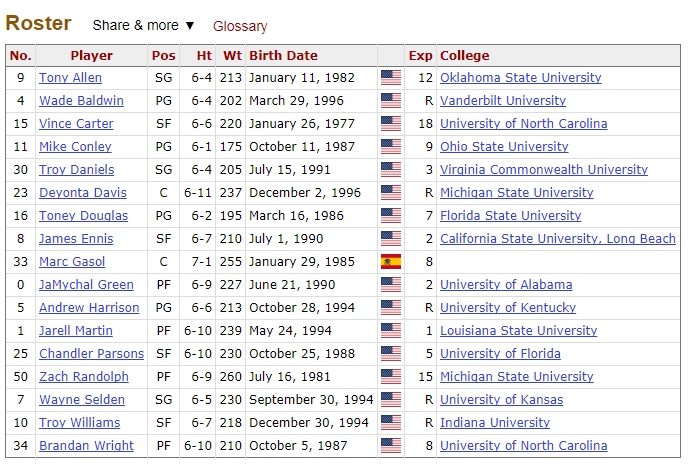 Roster Share & more ▼ Glossary
No. Player Pos Ht Wt Birth Date Exp College
9 Tony Allen SG 6-4 213 January 11, 1982 12 Oklahoma State University
4 Wade Baldwin PG 6-4 202 March 29, 1996 R Vanderbilt University
15 Vince Carter SF 6-6 220 January 26, 1977 18 University of North Carolina
11 Mike Conley PG 6-1 175 October 11, 1987 9 Ohio State University
30 Troy Daniels SG 6-4 205 July 15, 1991 3 Virginia Commonwealth University
23 Deyonta Davis C 6-11 237 December 2, 1996 R Michigan State University
16 Toney Douglas PG 6-2 195 March 16, 1986 7 Florida State University
8 James Ennis SF 6-7 210 July 1, 1990 2 California State University, Long Beach
33 Marc Gasol C 7-1 255 January 29, 1985 8
0 JaMychal Green PF 6-9 227 June 21, 1990 2 University of Alabama
5 Andrew Harrison PG 6-6 213 October 28, 1994 R University of Kentucky
1 Jarell Martin PF 6-10 239 May 24, 1994 1 Louisiana State University
25 Chandler Parsons SF 6-10 230 October 25, 1988 5 University of Florida
50 Zach Randolph PF 6-9 260 July 16, 1981 15 Michigan State University
7 Wayne Selden SG 6-5 230 September 30, 1994 R University of Kansas
10 Troy Williams SF 6-7 218 December 30, 1994 R Indiana University
34 Brandan Wright PF 6-10 210 October 5, 1987 8 University of North Carolina